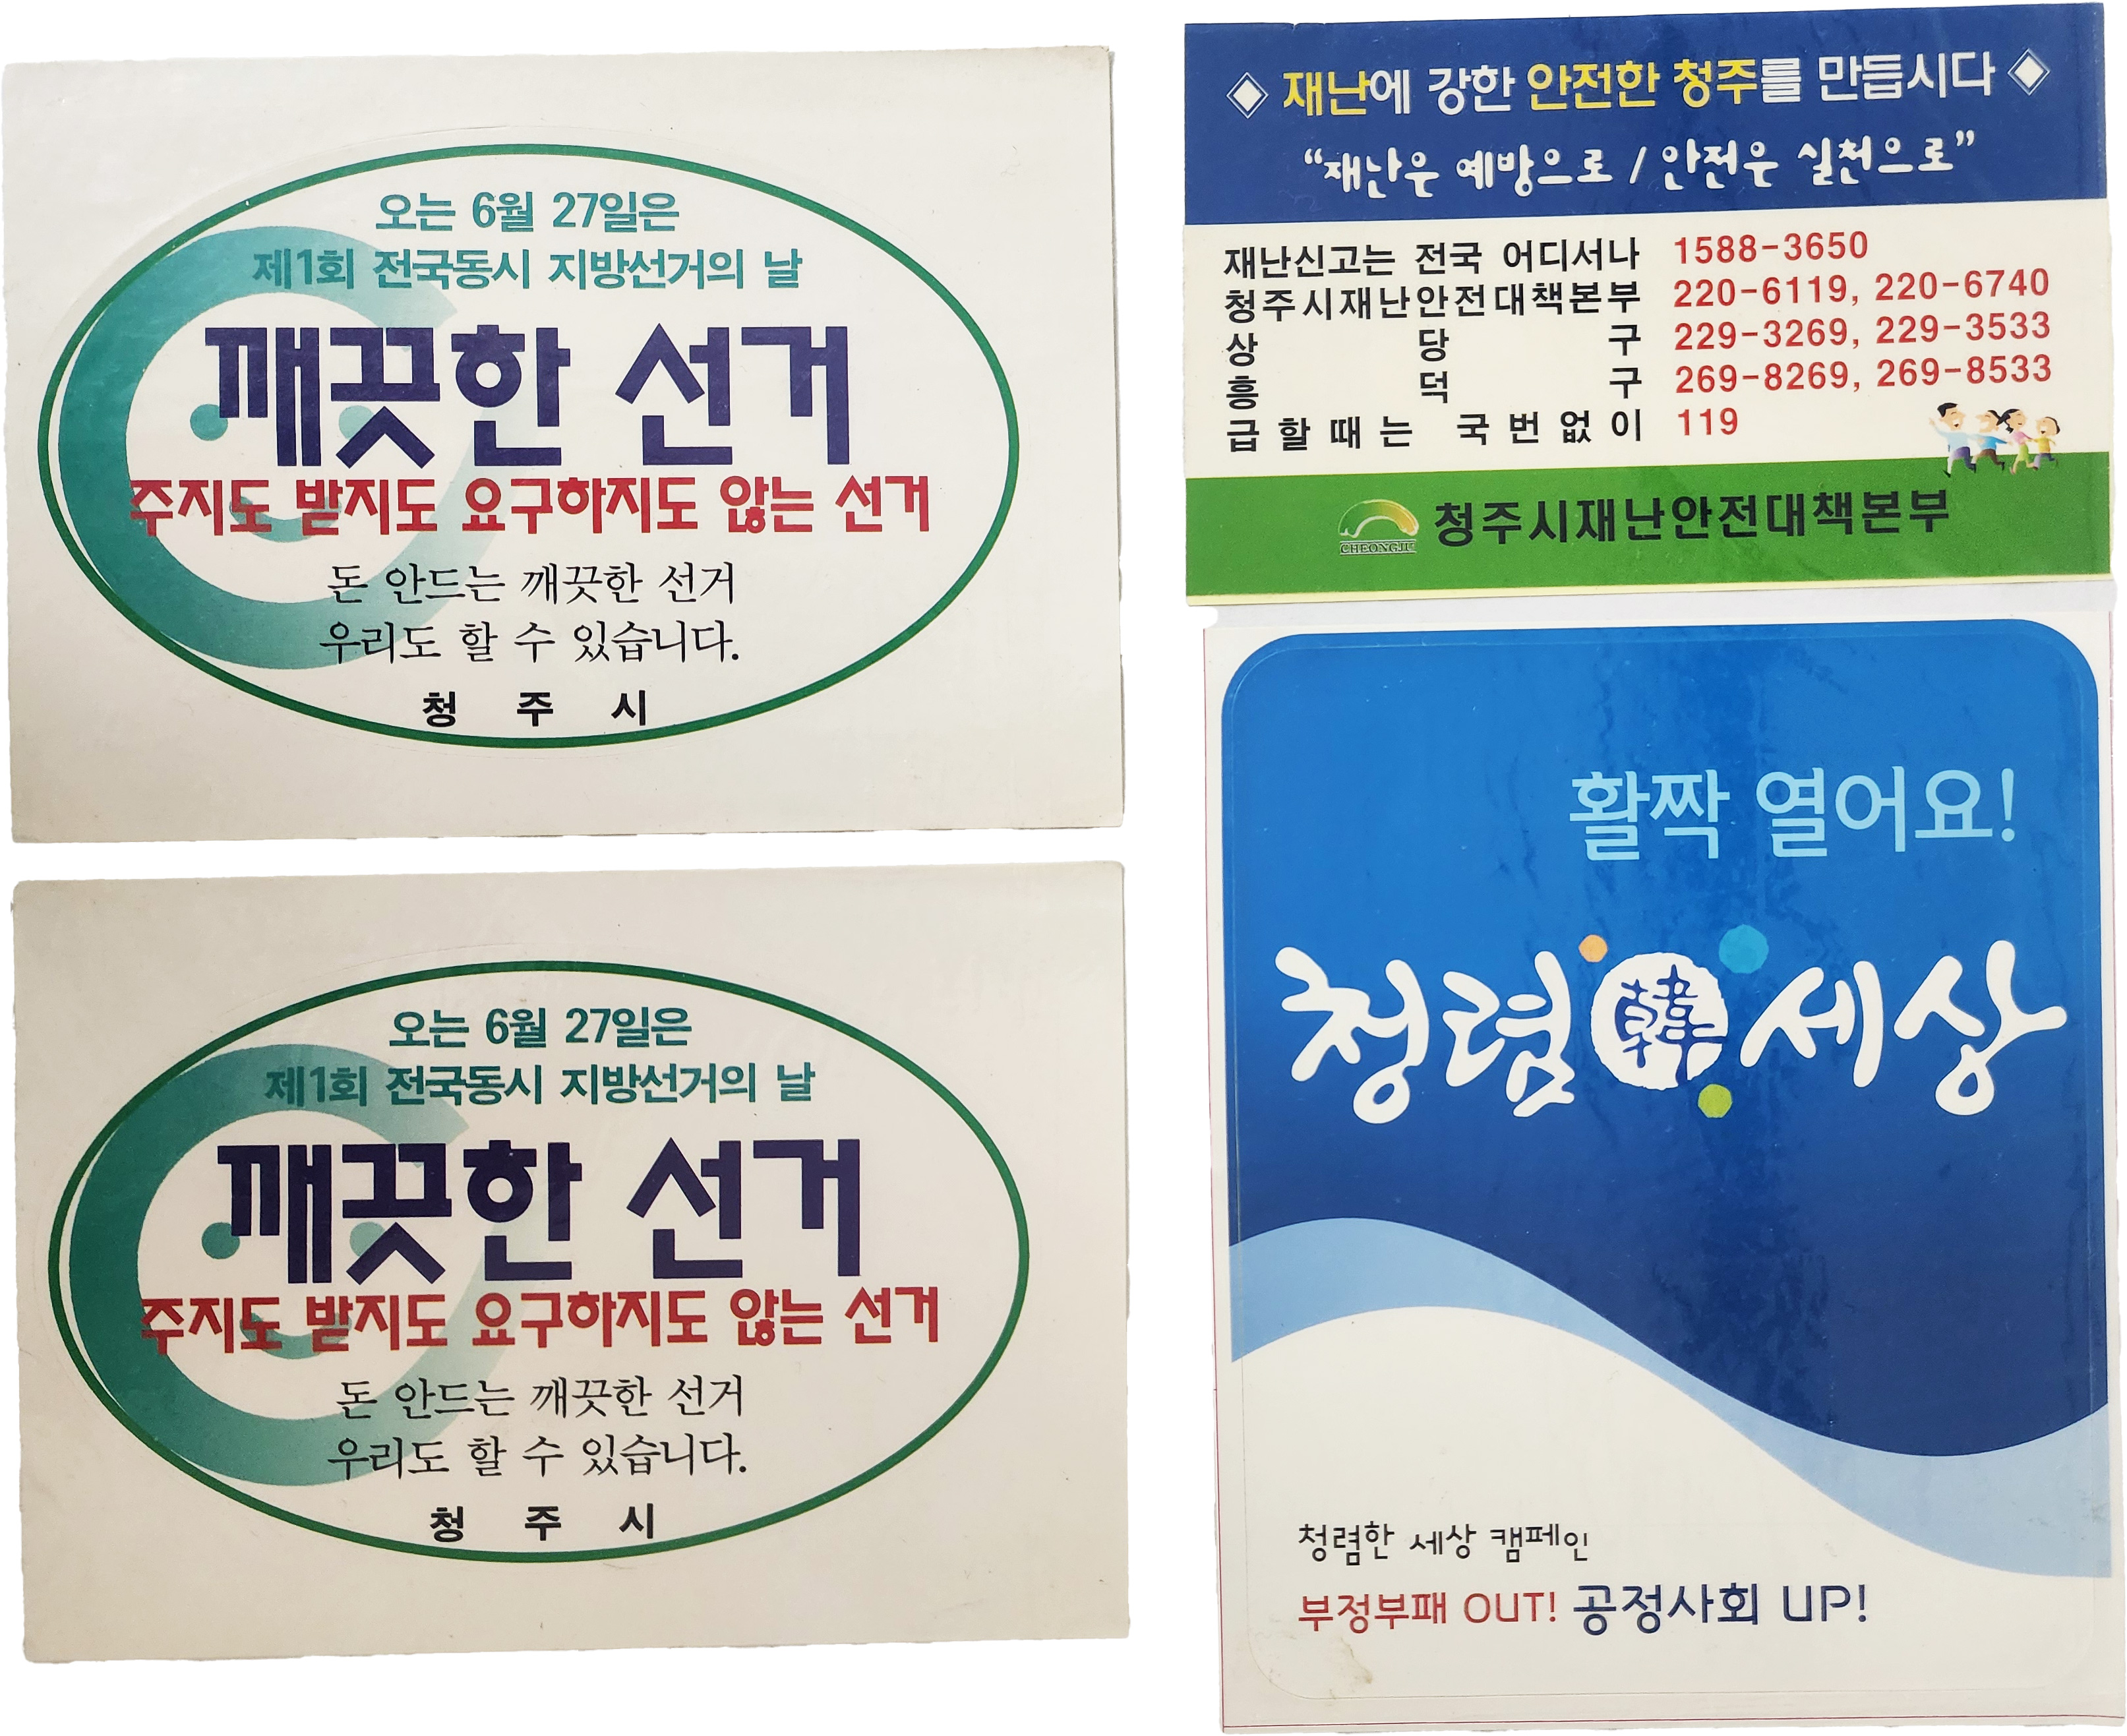 오는 6월 27일은
제1회 전국동시 지방선거의 날
깨끗한 선거
주지도 받지도 요구하지도 않는 선거
돈 안드는 깨끗한 선거
우리도 할 수 있습니다.
청 주 시
오는 6월 27일은
제1회 전국동시 지방선거의 날
깨끗한 선거
주지도 받지도 요구하지도 않는 선거
돈 안드는 깨끗한 선거
우리도 할 수 있습니다.
청 주 시
재난에 강한 안전한 청주를 만듭시다
“재난은 예방으로 / 안전은 실천으로”
재난신고는 전국 어디서나 1588-3650
청주시재난안전대책본부 220-6119, 220-6740
상 당 구 229-3269, 229-3533
흥 덕 구 269-8269, 269-8533
급할때는 국번없이 119
CHEONGJU 청주시재난안전대책본부
활짝 열어요!
청렴韓세상
청렴한 세상 캠페인
부정부패 OUT! 공정사회 UP!